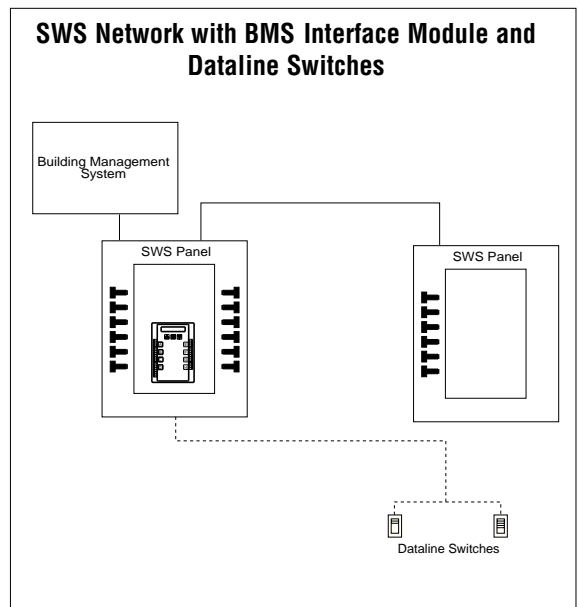 SWS Network with BMS Interface Module and
Dataline Switches
Building Management
System
SWS Panel
SWS Panel
Dataline Switches